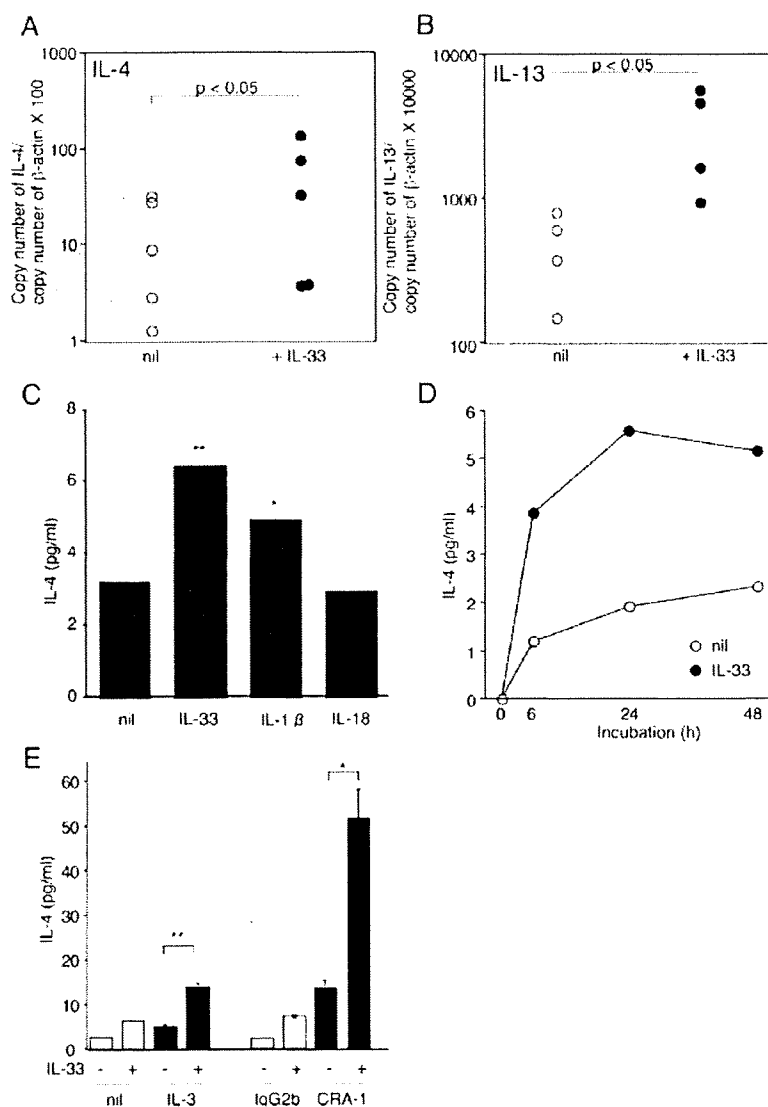 A
1000
IL-4
p < 0.05
100
10
1
Copy number of IL-4/
copy number of β-actin X 100
nil
+ IL-33
B
10000
IL-13
p < 0.05
1000
100
Copy number of IL-13/
copy number of β-actin X 10000
nil
+ IL-33
C
8
6
4
2
0
IL-4 (pg/ml)
**
*
nil
IL-33
IL-1 β
IL-18
D
6
5
4
3
2
1
0
IL-4 (pg/ml)
nil
IL-33
0
6
24
48
Incubation (h)
E
60
50
40
30
20
10
0
IL-4 (pg/ml)
**
*
IL-33 - + - + - + - +
nil
IL-3
IgG2b
CRA-1